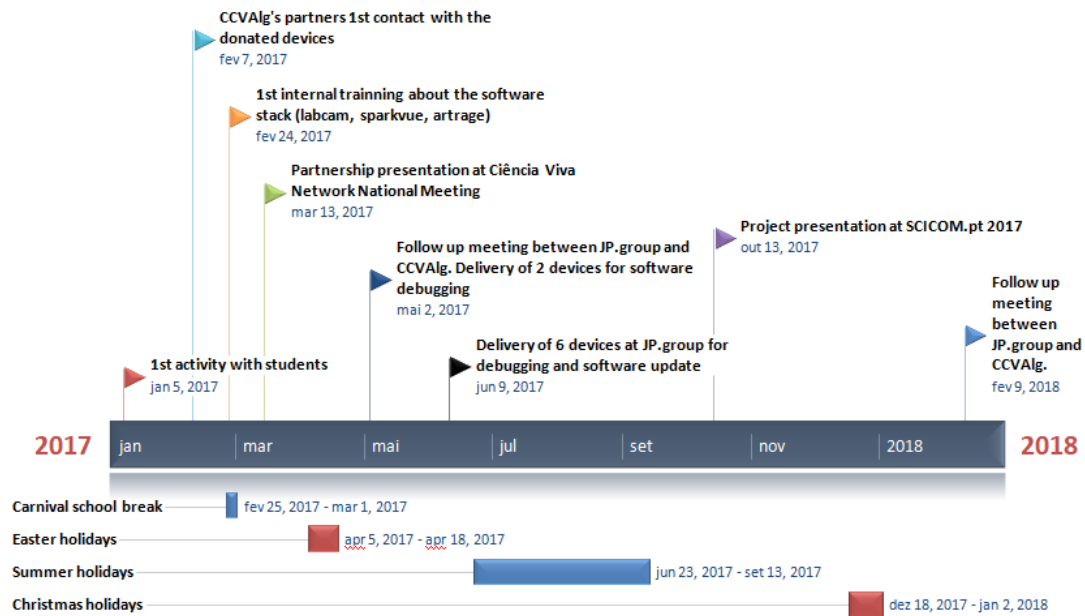 CCVAlg's partners 1st contact with the
donated devices
fev 7, 2017
1st internal trainning about the software
stack (labcam, sparkvue, artrage)
fev 24, 2017
Partnership presentation at Ciência Viva
Network National Meeting
mar 13, 2017
Project presentation at SCICOM.pt 2017
out 13, 2017
Follow up meeting between JP.group and
CCVAlg. Delivery of 2 devices for software
debugging
mai 2, 2017
Follow up
meeting
between
JP.group and
CCVAlg.
fev 9, 2018
Delivery of 6 devices at JP.group for
debugging and software update
jun 9, 2017
1st activity with students
jan 5, 2017
2017
jan
mar
mai
jul
set
nov
2018
2018
Carnival school break
fev 25, 2017 - mar 1, 2017
Easter holidays
apr 5, 2017 - apr 18, 2017
Summer holidays
jun 23, 2017 - set 13, 2017
Christmas holidays
dez 18, 2017 - jan 2, 2018